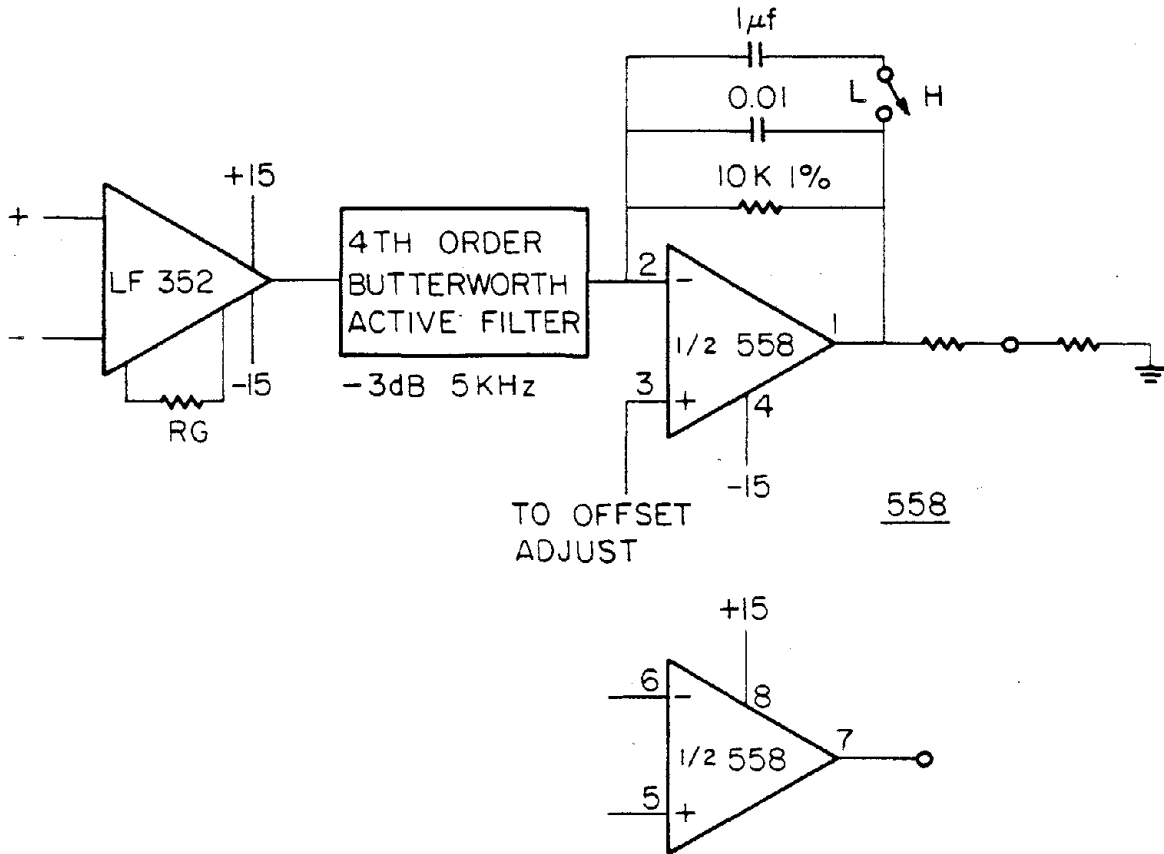 1μf
L
H
0.01
10K 1%
+15
+
LF 352
-
-15
RG
4TH ORDER
BUTTERWORTH
ACTIVE FILTER
-3dB 5KHz
2
-
1/2 558
1
3
+
4
-15
TO OFFSET
ADJUST
558
+15
6
-
8
1/2 558
7
5
+